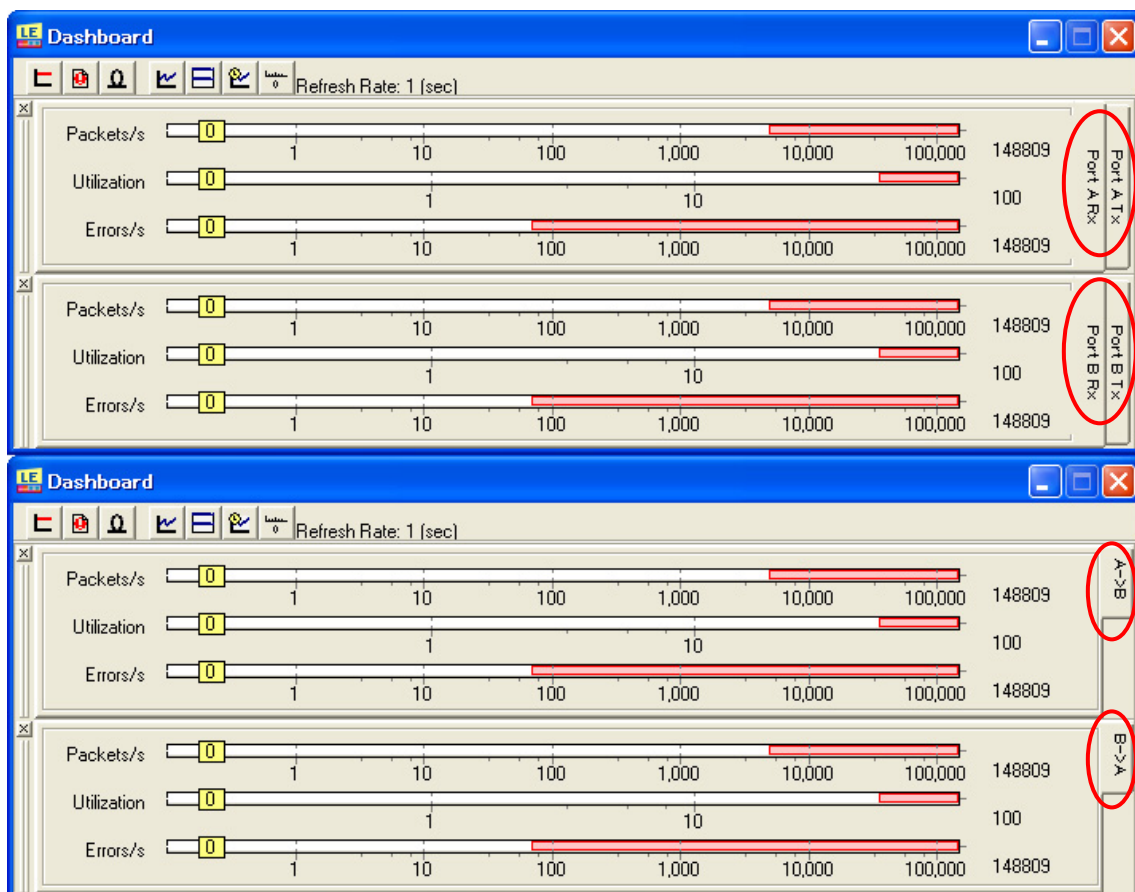 LE Dashboard
0 Refresh Rate: 1 (sec)
Packets/s 0 148809
1 10 100 1,000 10,000 100,000
Utilization 0 100
1 10
Errors/s 0 148809
1 10 100 1,000 10,000 100,000
Port A Rx
Port A Tx
Packets/s 0 148809
1 10 100 1,000 10,000 100,000
Utilization 0 100
1 10
Errors/s 0 148809
1 10 100 1,000 10,000 100,000
Port B Rx
Port B Tx
LE Dashboard
0 Refresh Rate: 1 (sec)
Packets/s 0 148809
1 10 100 1,000 10,000 100,000
Utilization 0 100
1 10
Errors/s 0 148809
1 10 100 1,000 10,000 100,000
A->B
Packets/s 0 148809
1 10 100 1,000 10,000 100,000
Utilization 0 100
1 10
Errors/s 0 148809
1 10 100 1,000 10,000 100,000
B->A